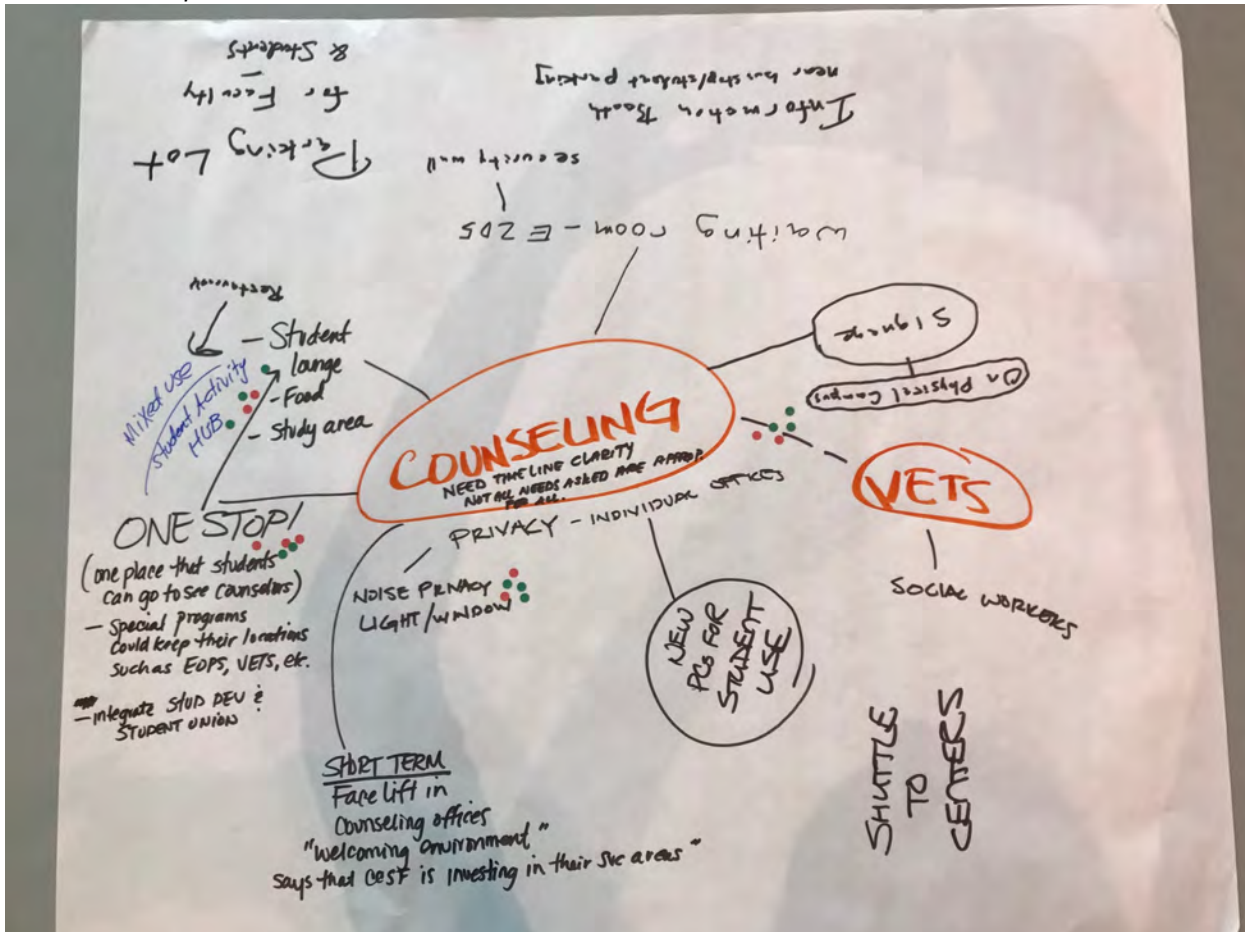 Parking Lot
for Faculty
& Students
Information Booth
near bus stop/student parking
security wall
waiting room - E205
Restaurant
Mixed USE
Student Activity
HUB
- Student
lounge
- Food
- Study area
Signage
On Physical Campus
COUNSELING
NEED TIMELINE CLARITY
NOT ALL NEEDS ASKED ARE APPROP.
FOR ALL.
VETS
SOCIAL WORKERS
ONE STOP!
(one place that students
can go to see counselors)
- Special programs
could keep their locations
such as EOPS, VETS, etc.
- integrate STUD DEV &
STUDENT UNION
PRIVACY - INDIVIDUAL OFFICES
NOISE PRIVACY
LIGHT/WINDOW
NEW
PCs FOR
STUDENT
USE
SHORT TERM
Face lift in
counseling offices
"welcoming environment"
says that CCSF is investing in their svc areas"
SHUTTLE
TO